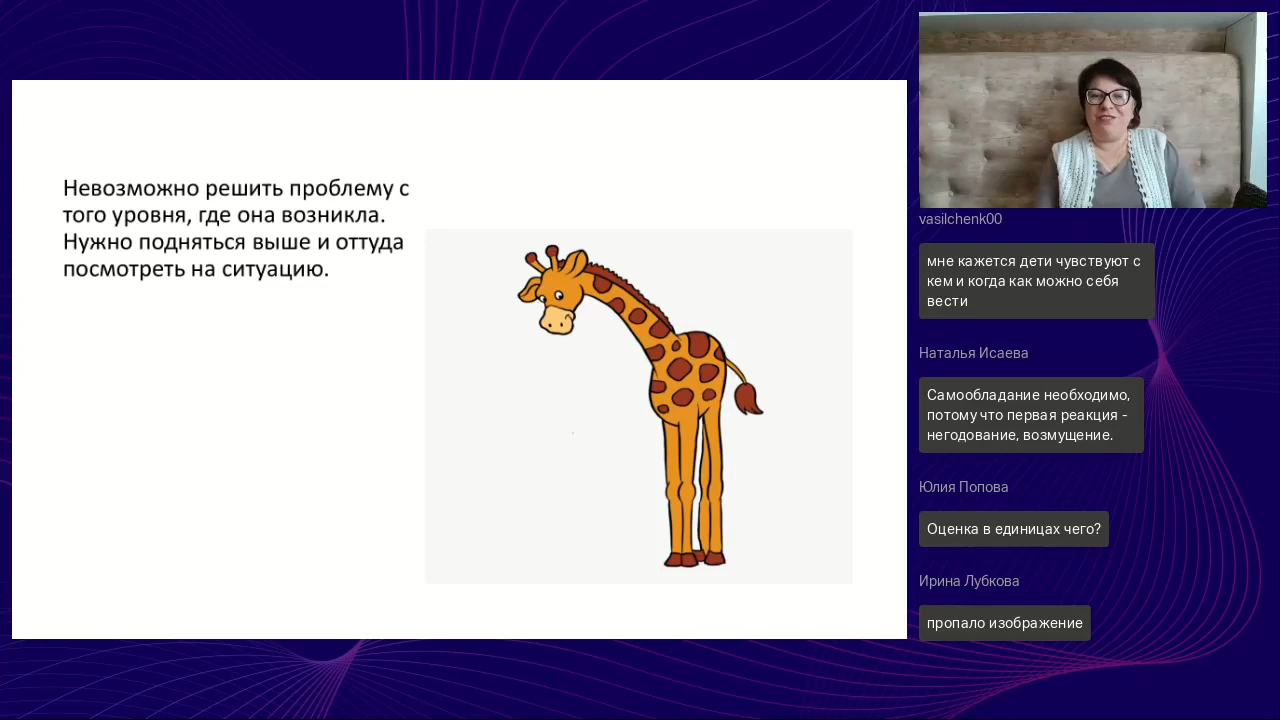 Невозможно решить проблему с
того уровня, где она возникла.
Нужно подняться выше и оттуда
посмотреть на ситуацию.
vasilchenk00
мне кажется дети чувствуют с
кем и когда как можно себя
вести
Наталья Исаева
Самообладание необходимо,
потому что первая реакция -
негодование, возмущение.
Юлия Попова
Оценка в единицах чего?
Ирина Лубкова
пропало изображение